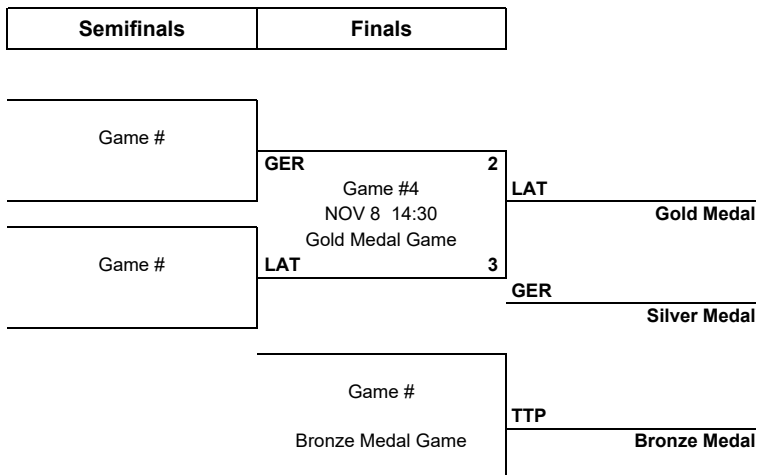 Semifinals Finals
Game #
GER 2
Game #4
LAT
NOV 8 14:30
Gold Medal
Gold Medal Game
Game #
LAT 3
GER
Silver Medal
Game #
TTP
Bronze Medal Game
Bronze Medal